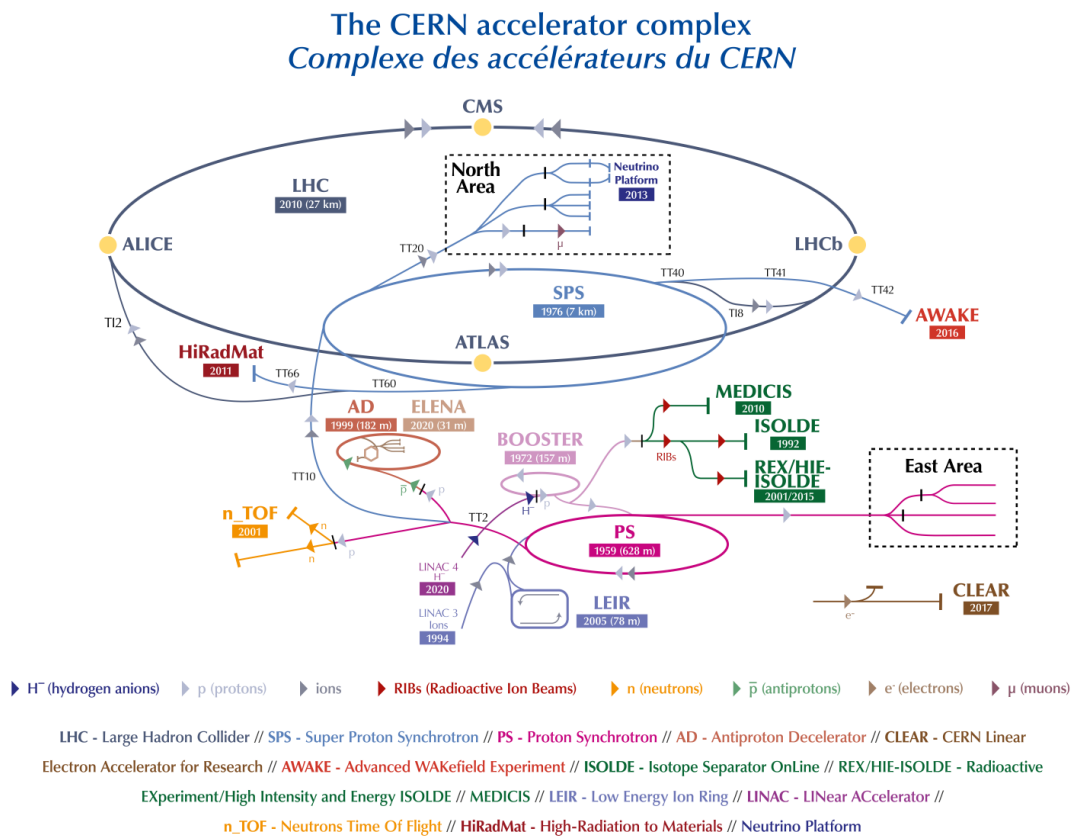 The CERN accelerator complex
Complexe des accélérateurs du CERN
CMS
North
Area
Neutrino
Platform
2013
LHC
2010 (27 km)
ALICE
LHCb
TT20
μ
TT40
TT41
TT42
SPS
1976 (7 km)
TI8
AWAKE
2016
TI2
ATLAS
HiRadMat
2011
TT66
TT60
MEDICIS
2010
AD
1999 (182 m)
ELENA
2020 (31 m)
BOOSTER
1972 (157 m)
ISOLDE
1992
RIBs
REX/HIE-
ISOLDE
2001/2015
East Area
TT10
p̅
p
H⁻
p
n_TOF
2001
n
n
p
TT2
PS
1959 (628 m)
LINAC 4
H⁻
2020
LINAC 3
Ions
1994
LEIR
2005 (78 m)
CLEAR
2017
e⁻
H⁻ (hydrogen anions)
p (protons)
ions
RIBs (Radioactive Ion Beams)
n (neutrons)
p̅ (antiprotons)
e⁻ (electrons)
μ (muons)
LHC - Large Hadron Collider // SPS - Super Proton Synchrotron // PS - Proton Synchrotron // AD - Antiproton Decelerator // CLEAR - CERN Linear
Electron Accelerator for Research // AWAKE - Advanced WAKefield Experiment // ISOLDE - Isotope Separator OnLine // REX/HIE-ISOLDE - Radioactive
EXperiment/High Intensity and Energy ISOLDE // MEDICIS // LEIR - Low Energy Ion Ring // LINAC - LINear ACcelerator //
n_TOF - Neutrons Time Of Flight // HiRadMat - High-Radiation to Materials // Neutrino Platform